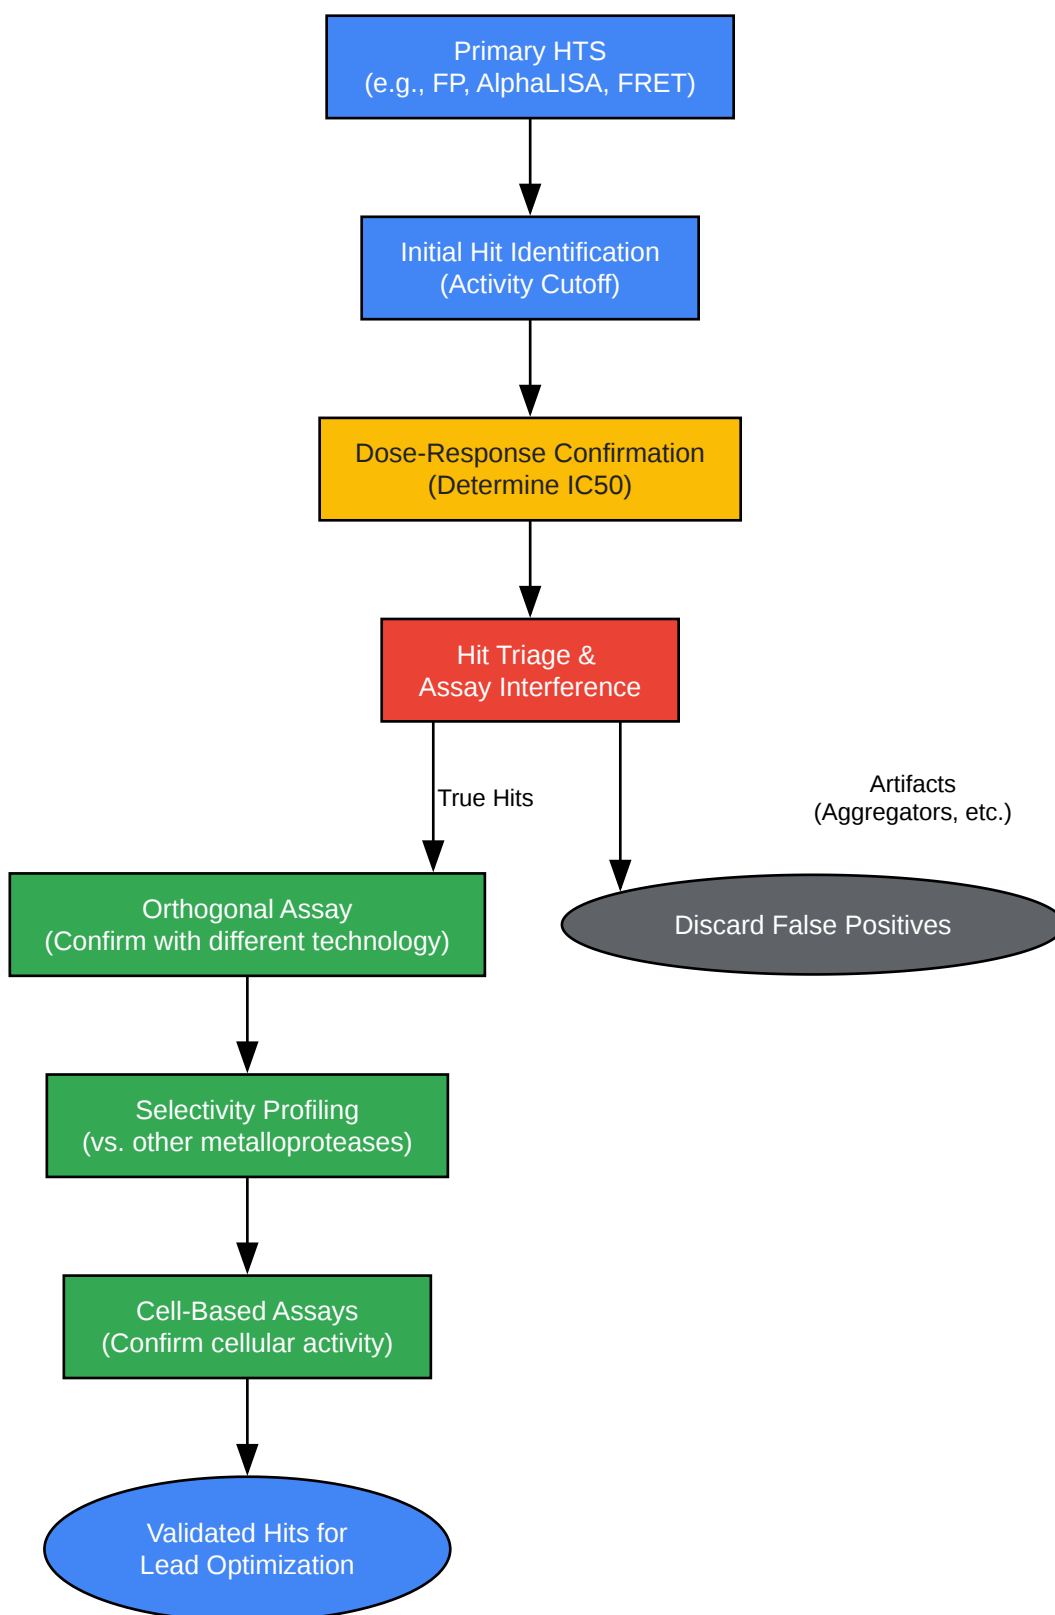 Primary HTS
(e.g., FP, AlphaLISA, FRET)
Initial Hit Identification
(Activity Cutoff)
Dose-Response Confirmation
(Determine IC50)
Hit Triage &
Assay Interference
True Hits
Artifacts
(Aggregators, etc.)
Orthogonal Assay
(Confirm with different technology)
Discard False Positives
Selectivity Profiling
(vs. other metalloproteases)
Cell-Based Assays
(Confirm cellular activity)
Validated Hits for
Lead Optimization